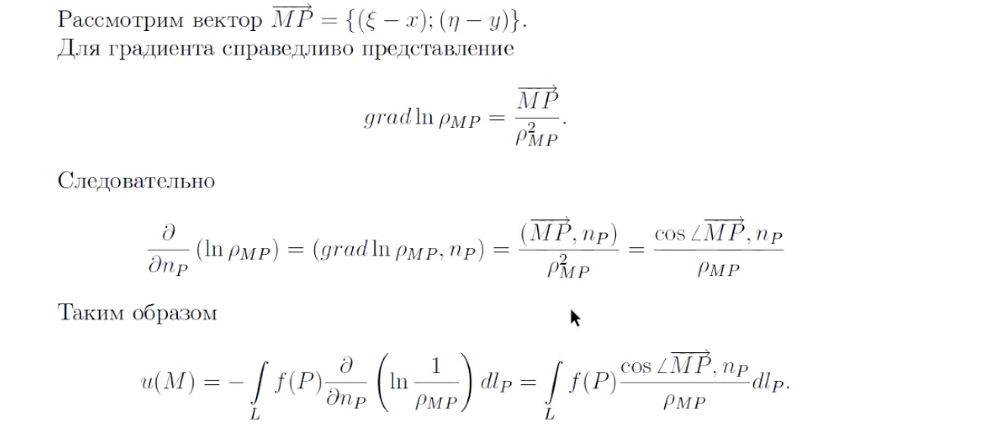 Рассмотрим вектор $\overrightarrow{MP} = \{(\xi - x); (\eta - y)\}.$
Для градиента справедливо представление
$grad \ln \rho_{MP} = \frac{\overrightarrow{MP}}{\rho_{MP}^2}.$
Следовательно
$\frac{\partial}{\partial n_P} (\ln \rho_{MP}) = (grad \ln \rho_{MP}, n_P) = \frac{(\overrightarrow{MP}, n_P)}{\rho_{MP}^2} = \frac{\cos \angle \overrightarrow{MP}, n_P}{\rho_{MP}}$
Таким образом
$u(M) = - \int\limits_L f(P) \frac{\partial}{\partial n_P} \left( \ln \frac{1}{\rho_{MP}} \right) dl_P = \int\limits_L f(P) \frac{\cos \angle \overrightarrow{MP}, n_P}{\rho_{MP}} dl_P.$